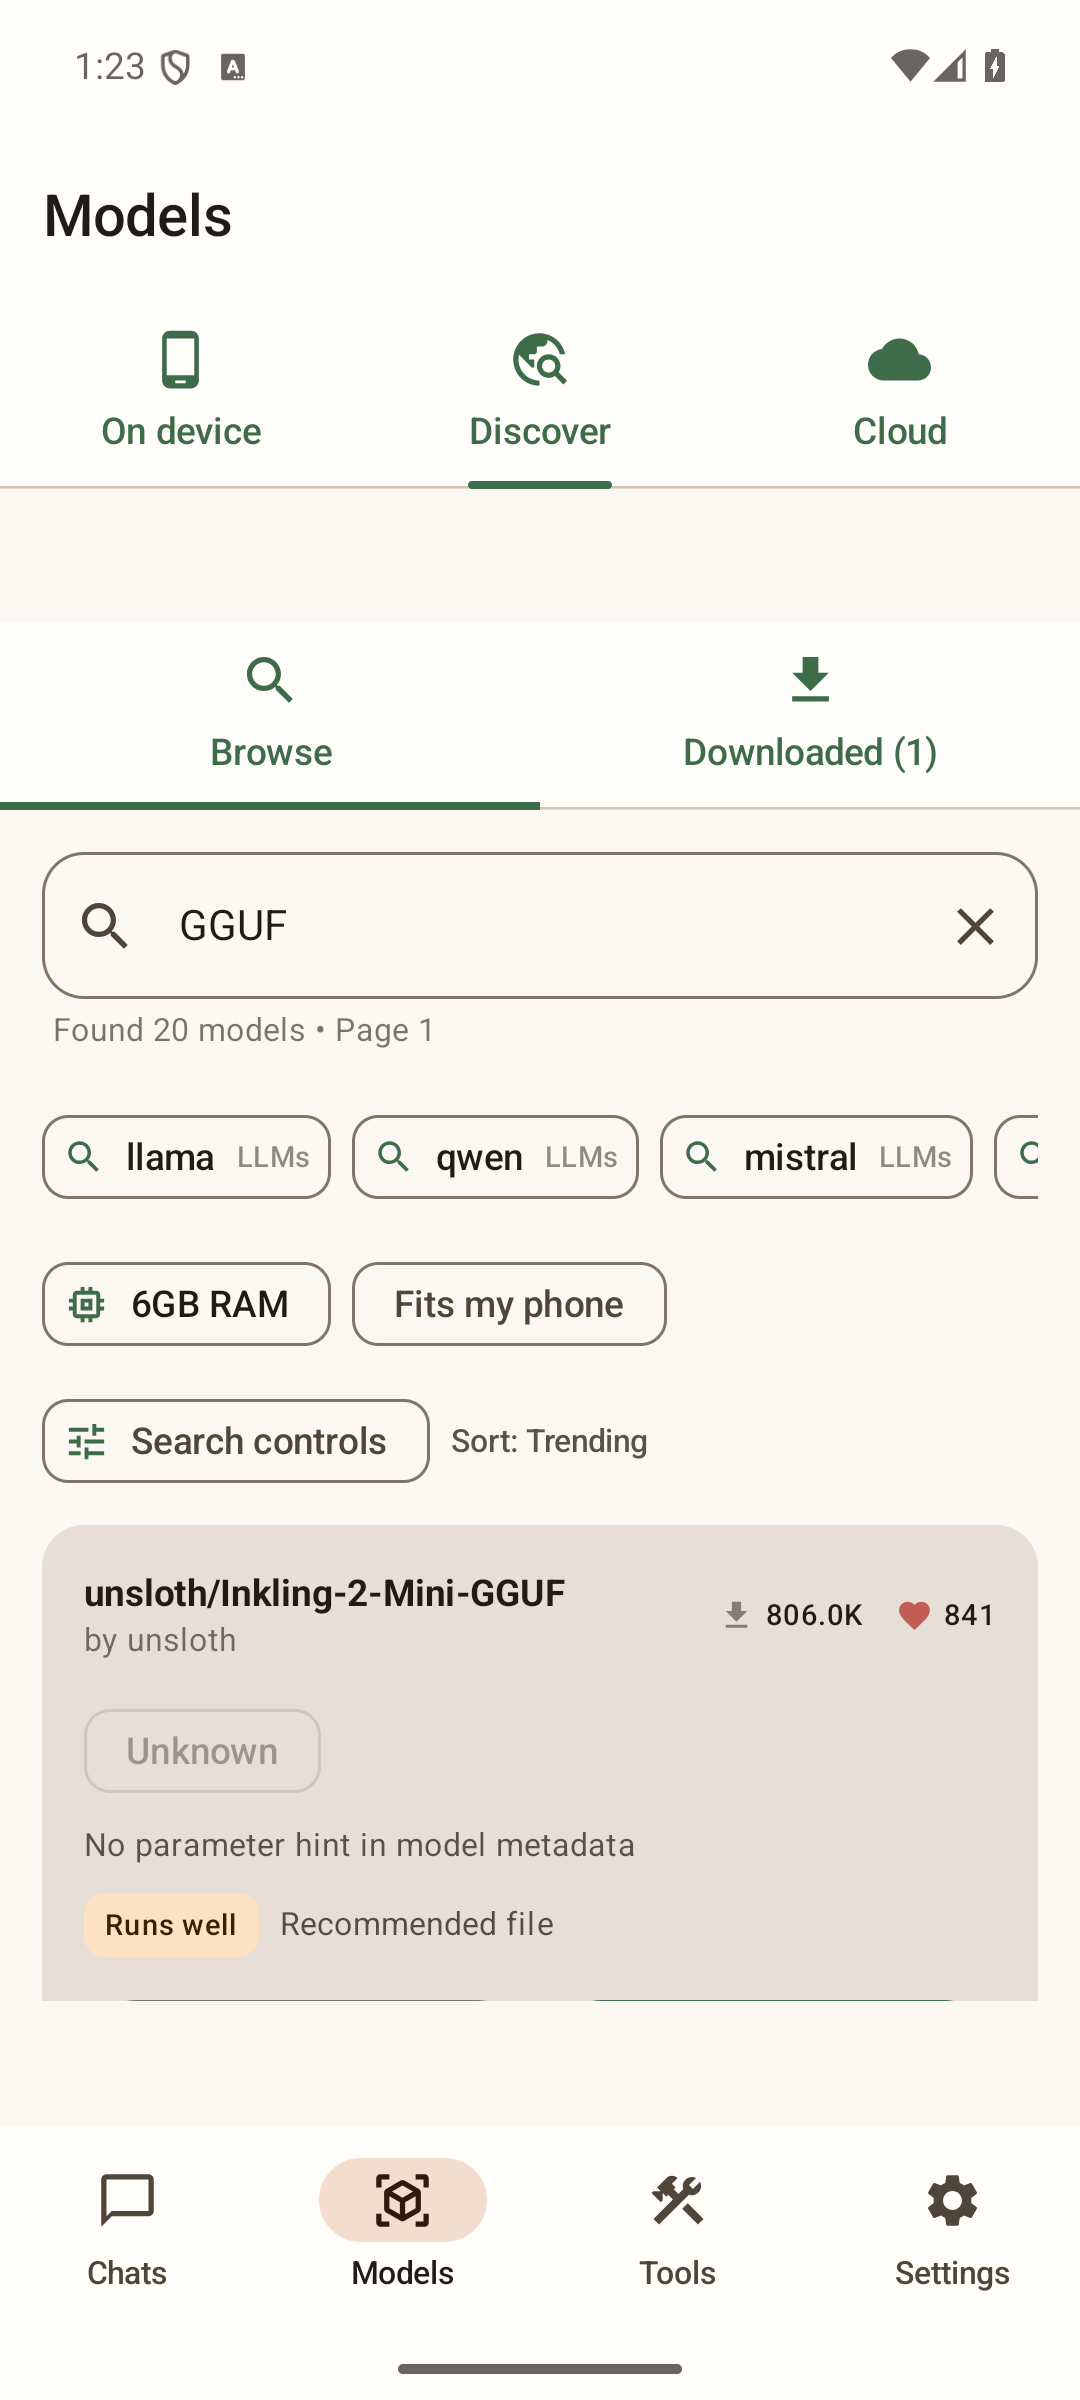 1:23
Models
On device
Discover
Cloud
Browse
Downloaded (1)
GGUF
Found 20 models • Page 1
llama LLMs
qwen LLMs
mistral LLMs
6GB RAM
Fits my phone
Search controls
Sort: Trending
unsloth/Inkling-2-Mini-GGUF
by unsloth
806.0K
841
Unknown
No parameter hint in model metadata
Runs well
Recommended file
Chats
Models
Tools
Settings